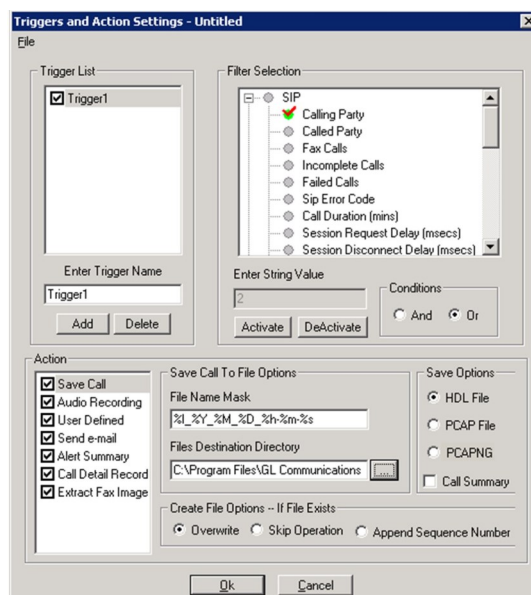 Triggers and Action Settings - Untitled
File
Trigger List
Trigger1
Enter Trigger Name
Trigger1
Add
Delete
Filter Selection
SIP
Calling Party
Called Party
Fax Calls
Incomplete Calls
Failed Calls
Sip Error Code
Call Duration (mins)
Session Request Delay (msecs)
Session Disconnect Delay (msecs)
Enter String Value
2
Activate
DeActivate
Conditions
And
Or
Action
Save Call
Audio Recording
User Defined
Send e-mail
Alert Summary
Call Detail Record
Extract Fax Image
Save Call To File Options
File Name Mask
%I_%Y_%M_%D_%h-%m-%s
Files Destination Directory
C:\Program Files\GL Communications
...
Save Options
HDL File
PCAP File
PCAPNG
Call Summary
Create File Options -- If File Exists
Overwrite
Skip Operation
Append Sequence Number
Ok
Cancel